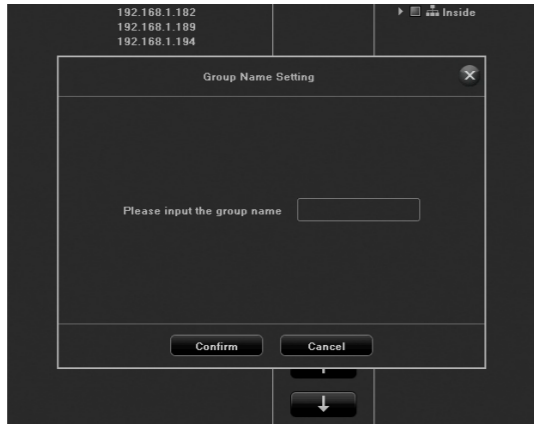 192.168.1.182
192.168.1.189
192.168.1.194
Inside
Group Name Setting
Please input the group name
Confirm
Cancel